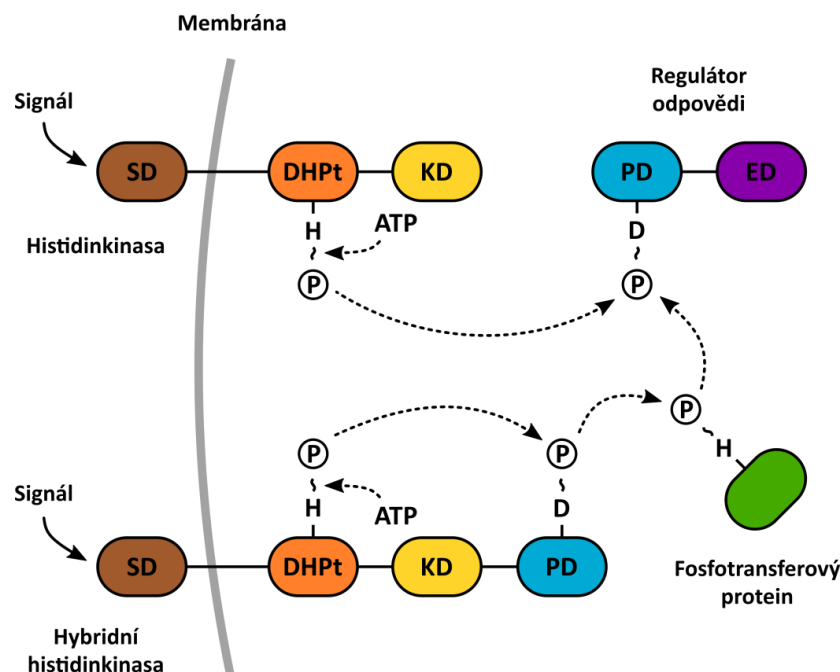 Membrána
Signál
Regulátor
odpovědi
SD
DHPt
KD
PD
ED
H
ATP
D
Histidinkinasa
P
P
P
P
P
H
Signál
H
ATP
D
SD
DHPt
KD
PD
Fosfotransferový
protein
Hybridní
histidinkinasa